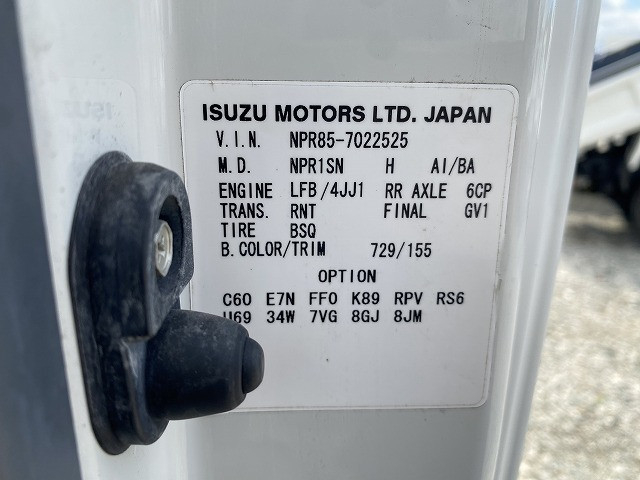 ISUZU MOTORS LTD. JAPAN
V.I.N. NPR85-7022525
M.D. NPR1SN H AI/BA
ENGINE LFB/4JJ1 RR AXLE 6CP
TRANS. RNT FINAL GV1
TIRE BSQ
B.COLOR/TRIM 729/155
OPTION
C60 E7N FF0 K89 RPV RS6
U69 34W 7VG 8GJ 8JM